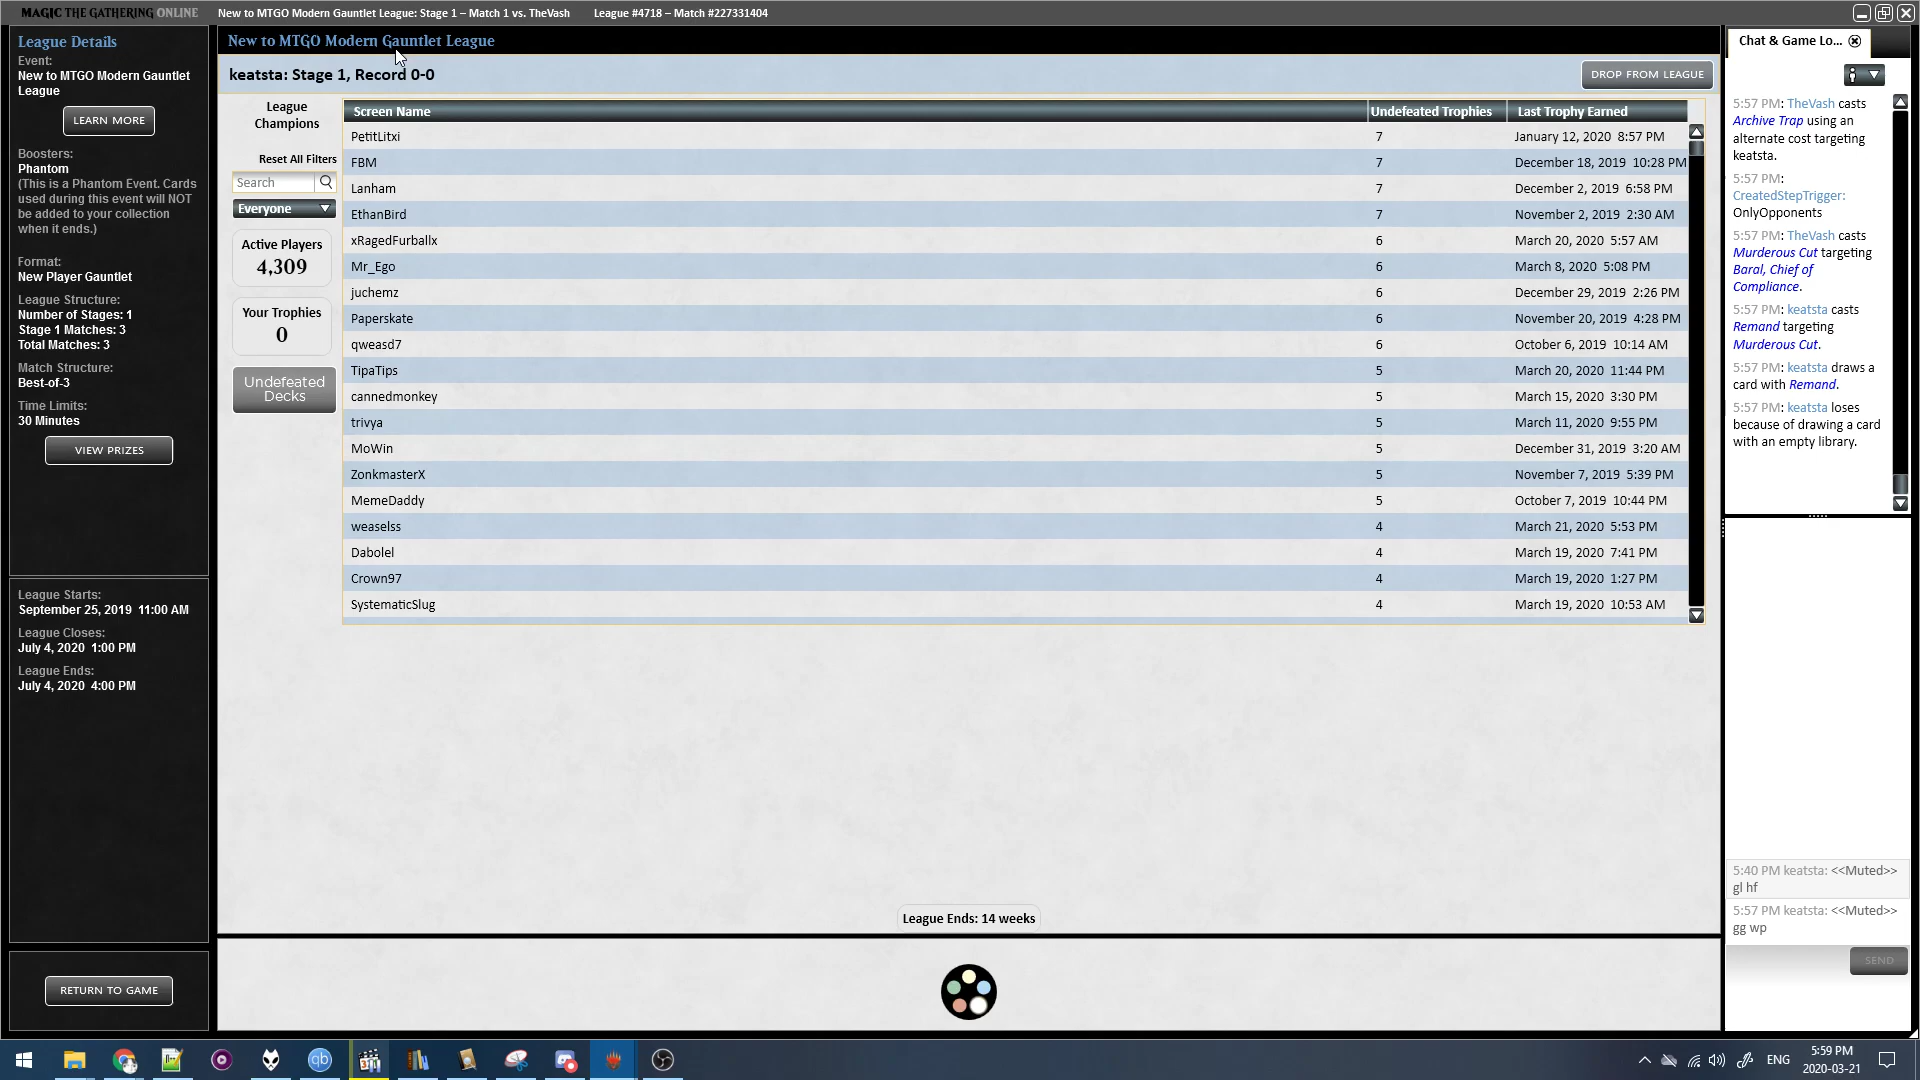 MAGIC THE GATHERING ONLINE
New to MTGO Modern Gauntlet League: Stage 1 – Match 1 vs. TheVash
League #4718 – Match #227331404
League Details
Event:
New to MTGO Modern Gauntlet
League
LEARN MORE
Boosters:
Phantom
(This is a Phantom Event. Cards
used during this event will NOT
be added to your collection
when it ends.)
Format:
New Player Gauntlet
League Structure:
Number of Stages: 1
Stage 1 Matches: 3
Total Matches: 3
Match Structure:
Best-of-3
Time Limits:
30 Minutes
VIEW PRIZES
League Starts:
September 25, 2019 11:00 AM
League Closes:
July 4, 2020 1:00 PM
League Ends:
July 4, 2020 4:00 PM
RETURN TO GAME
New to MTGO Modern Gauntlet League
keatsta: Stage 1, Record 0-0
DROP FROM LEAGUE
League
Champions
Reset All Filters
Search
Everyone
Active Players
4,309
Your Trophies
0
Undefeated
Decks
Screen Name Undefeated Trophies Last Trophy Earned
PetitLitxi 7 January 12, 2020 8:57 PM
FBM 7 December 18, 2019 10:28 PM
Lanham 7 December 2, 2019 6:58 PM
EthanBird 7 November 2, 2019 2:30 AM
xRagedFurballx 6 March 20, 2020 5:57 AM
Mr_Ego 6 March 8, 2020 5:08 PM
juchemz 6 December 29, 2019 2:26 PM
Paperskate 6 November 20, 2019 4:28 PM
qweasd7 6 October 6, 2019 10:14 AM
TipaTips 5 March 20, 2020 11:44 PM
cannedmonkey 5 March 15, 2020 3:30 PM
trivya 5 March 11, 2020 9:55 PM
MoWin 5 December 31, 2019 3:20 AM
ZonkmasterX 5 November 7, 2019 5:39 PM
MemeDaddy 5 October 7, 2019 10:44 PM
weaselss 4 March 21, 2020 5:53 PM
Dabolel 4 March 19, 2020 7:41 PM
Crown97 4 March 19, 2020 1:27 PM
SystematicSlug 4 March 19, 2020 10:53 AM
League Ends: 14 weeks
Chat & Game Lo...
5:57 PM: TheVash casts
Archive Trap using an
alternate cost targeting
keatsta.
5:57 PM:
CreatedStepTrigger:
OnlyOpponents
5:57 PM: TheVash casts
Murderous Cut targeting
Baral, Chief of
Compliance.
5:57 PM: keatsta casts
Remand targeting
Murderous Cut.
5:57 PM: keatsta draws a
card with Remand.
5:57 PM: keatsta loses
because of drawing a card
with an empty library.
5:40 PM keatsta: <<Muted>>
gl hf
5:57 PM keatsta: <<Muted>>
gg wp
SEND
qb
ENG
5:59 PM
2020-03-21